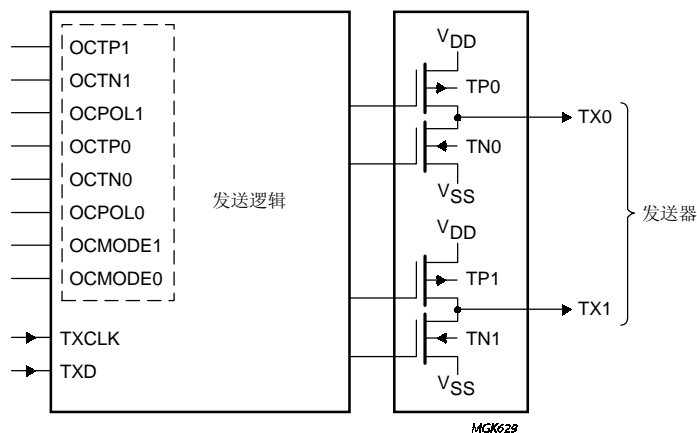 OCTP1
OCTN1
OCPOL1
OCTP0
OCTN0
OCPOL0
OCMODE1
OCMODE0
TXCLK
TXD
发送逻辑
VDD
TP0
TN0
VSS
VDD
TP1
TN1
VSS
TX0
TX1
发送器
MGK629